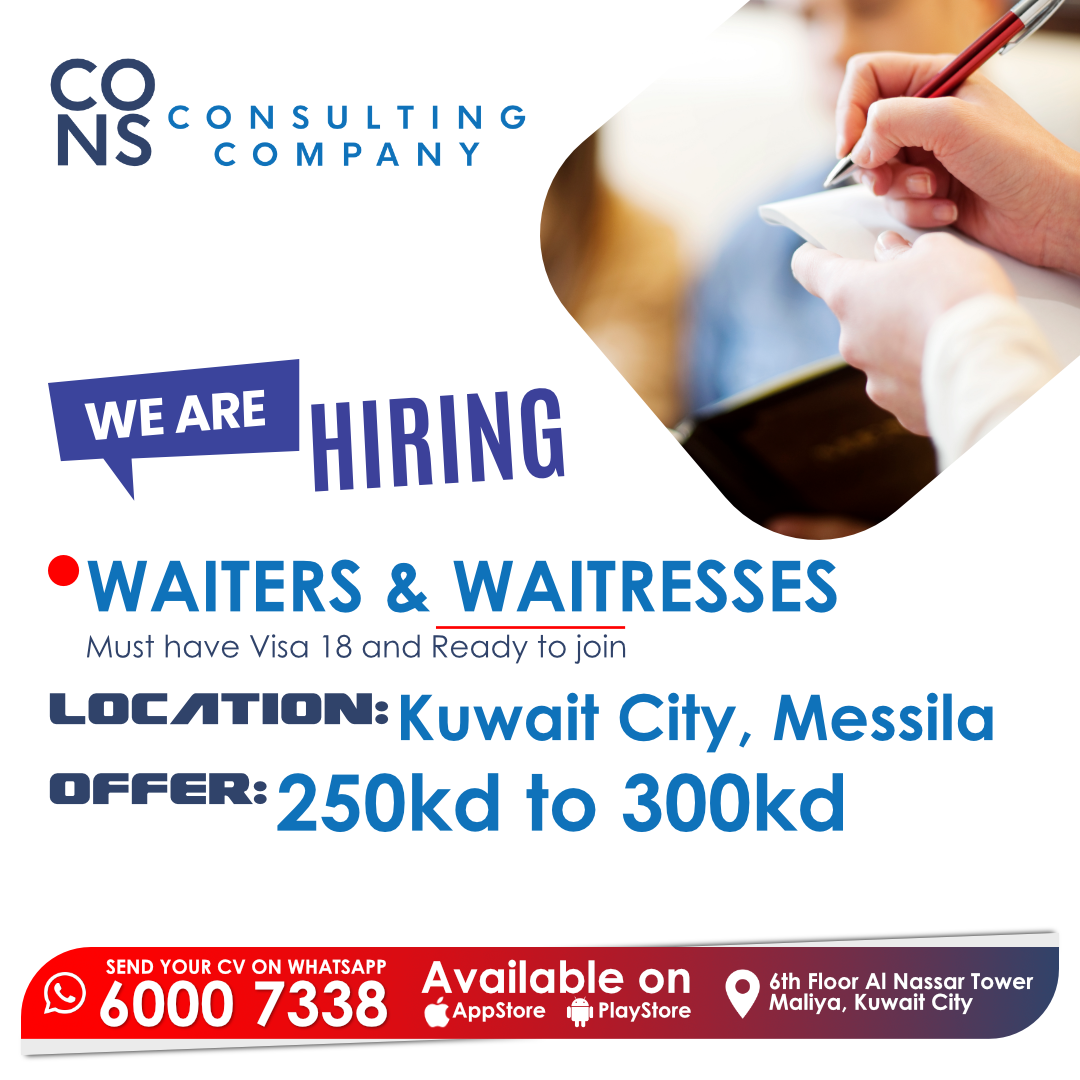 CO
NS
CONSULTING
COMPANY
WE ARE
HIRING
WAITERS & WAITRESSES
Must have Visa 18 and Ready to join
LOCATION: Kuwait City, Messila
OFFER: 250kd to 300kd
SEND YOUR CV ON WHATSAPP
6000 7338
Available on
AppStore PlayStore
6th Floor Al Nassar Tower
Maliya, Kuwait City